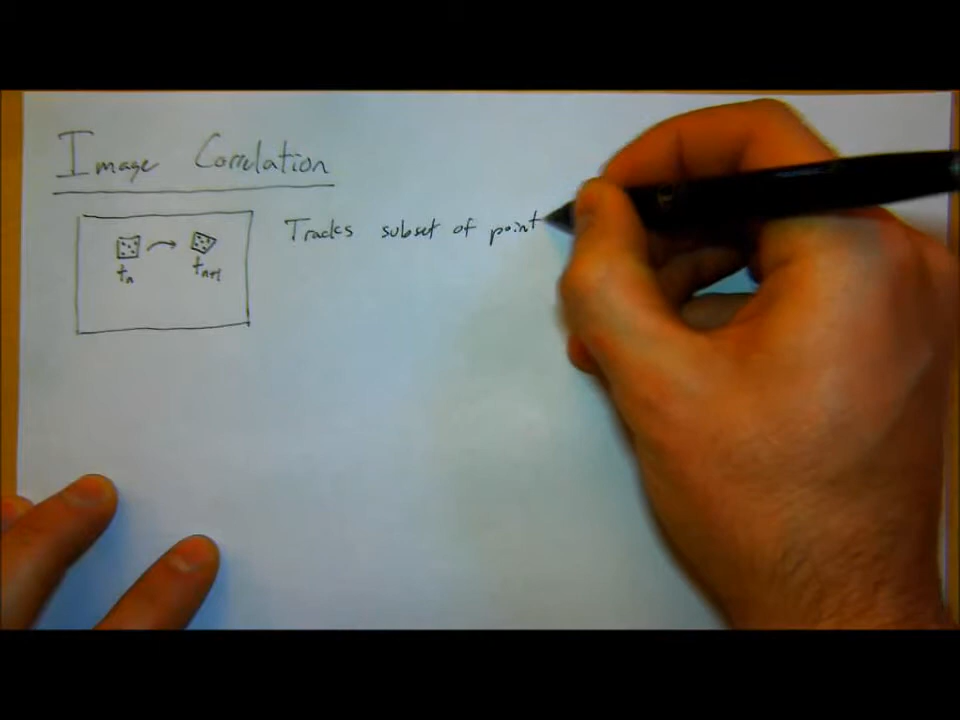 Image Correlation
Tracks subset of point
tn
tn+1